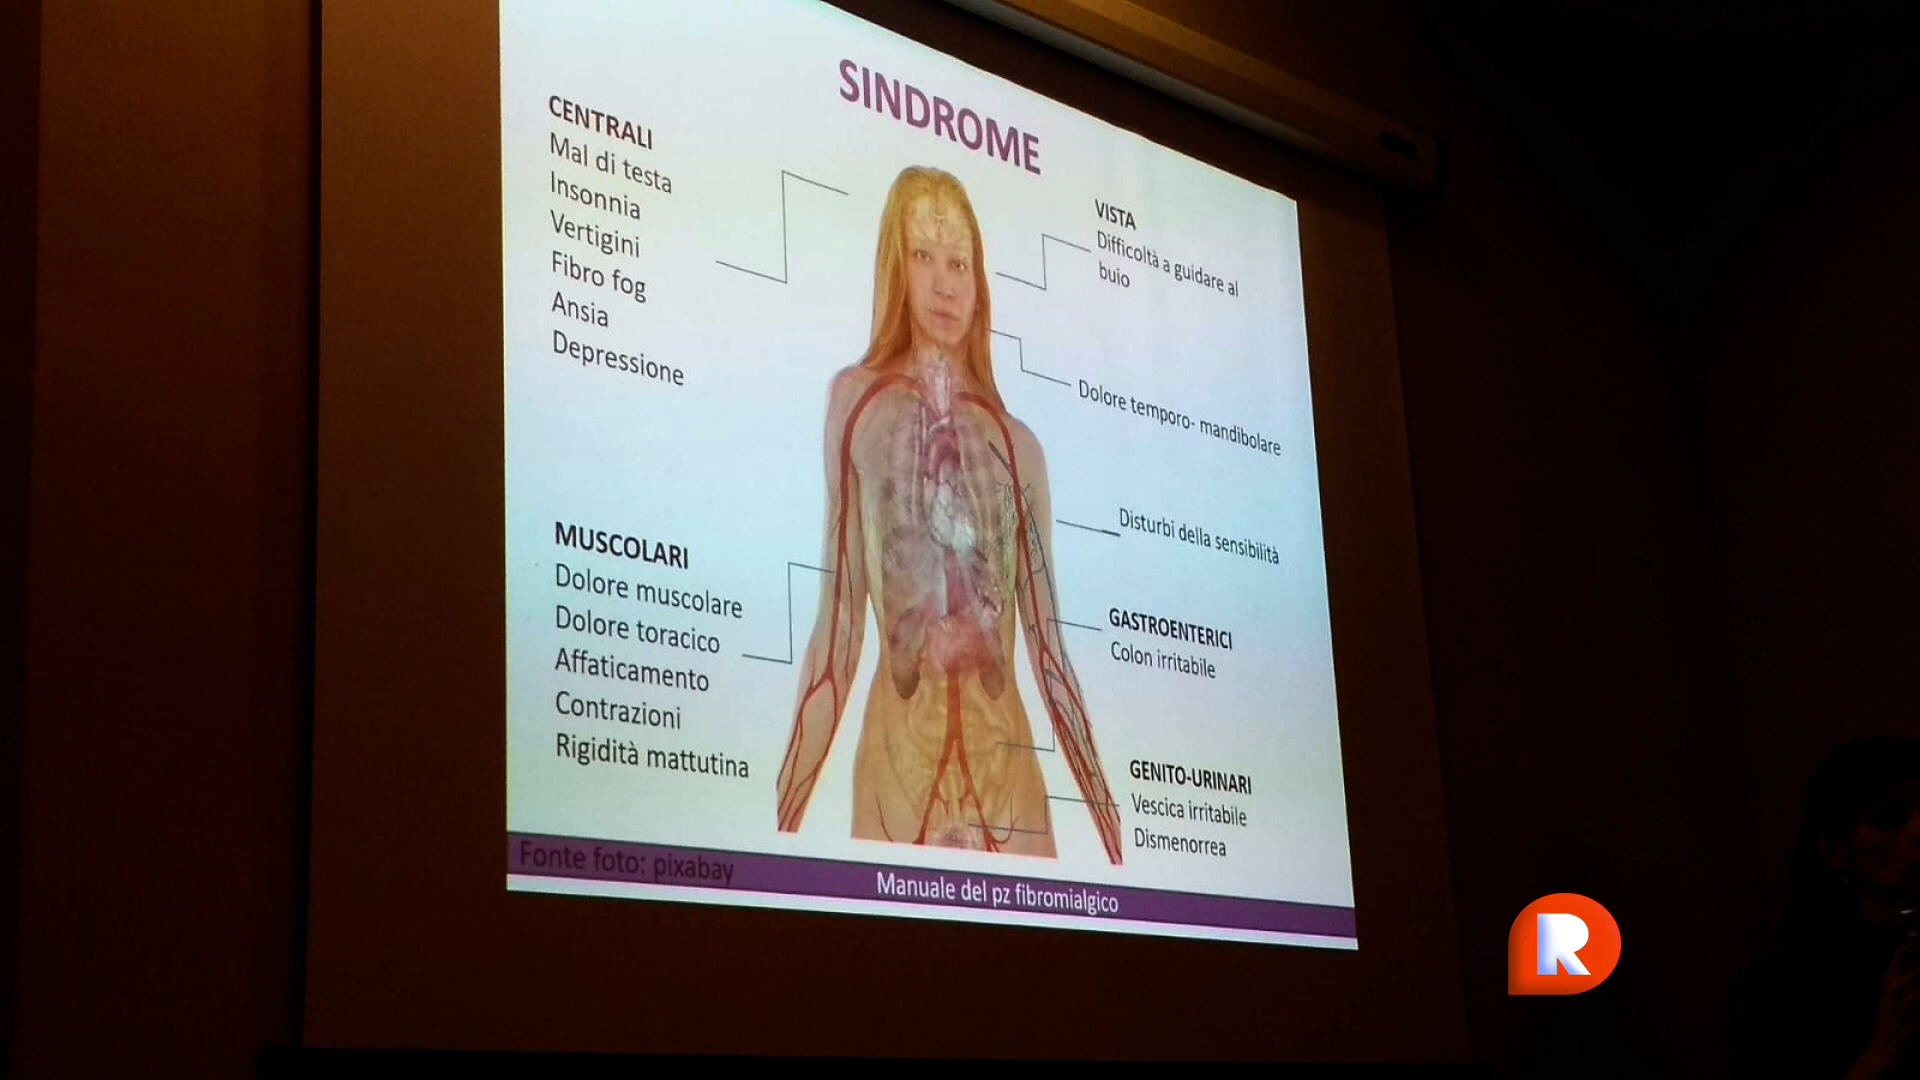 SINDROME
CENTRALI
Mal di testa
Insonnia
Vertigini
Fibro fog
Ansia
Depressione
MUSCOLARI
Dolore muscolare
Dolore toracico
Affaticamento
Contrazioni
Rigidità mattutina
VISTA
Difficoltà a guidare al
buio
Dolore temporo- mandibolare
Disturbi della sensibilità
GASTROENTERICI
Colon irritabile
GENITO-URINARI
Vescica irritabile
Dismenorrea
Fonte foto: pixabay
Manuale del pz fibromialgico
R